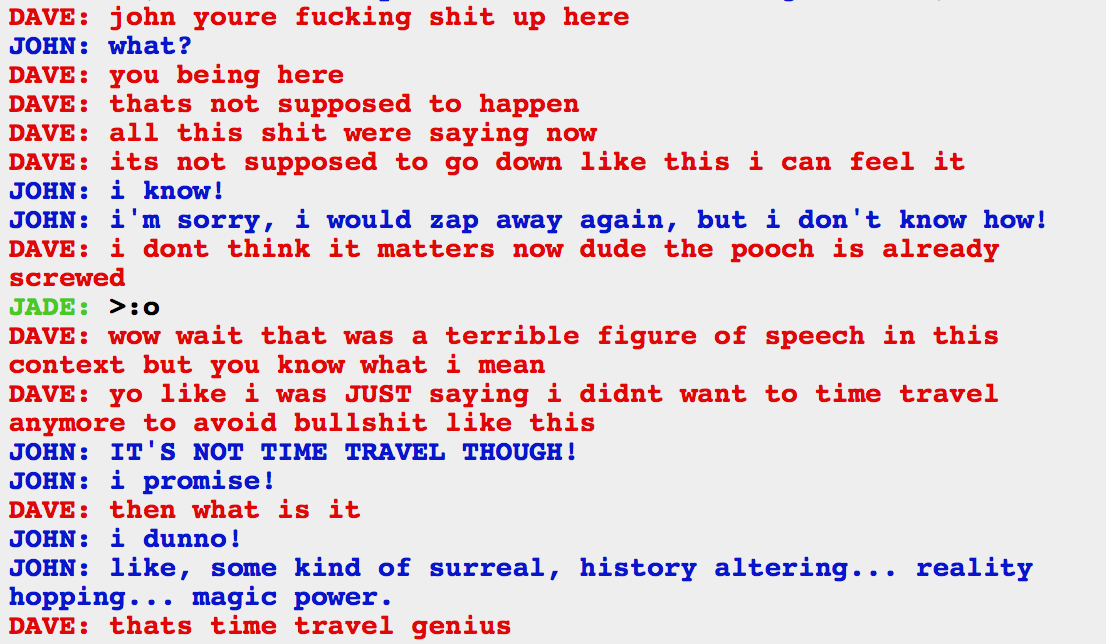 DAVE: john youre fucking shit up here
JOHN: what?
DAVE: you being here
DAVE: thats not supposed to happen
DAVE: all this shit were saying now
DAVE: its not supposed to go down like this i can feel it
JOHN: i know!
JOHN: i'm sorry, i would zap away again, but i don't know how!
DAVE: i dont think it matters now dude the pooch is already
screwed
JADE: >:o
DAVE: wow wait that was a terrible figure of speech in this
context but you know what i mean
DAVE: yo like i was JUST saying i didnt want to time travel
anymore to avoid bullshit like this
JOHN: IT'S NOT TIME TRAVEL THOUGH!
JOHN: i promise!
DAVE: then what is it
JOHN: i dunno!
JOHN: like, some kind of surreal, history altering... reality
hopping... magic power.
DAVE: thats time travel genius